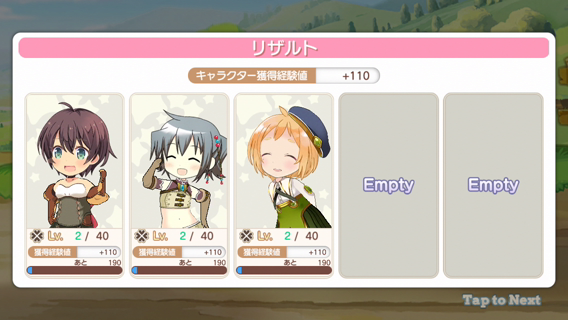 リザルト
キャラクター獲得経験値 +110
Empty
Empty
Lv. 2 / 40
獲得経験値 +110
あと 190
Lv. 2 / 40
獲得経験値 +110
あと 190
Lv. 2 / 40
獲得経験値 +110
あと 190
Tap to Next